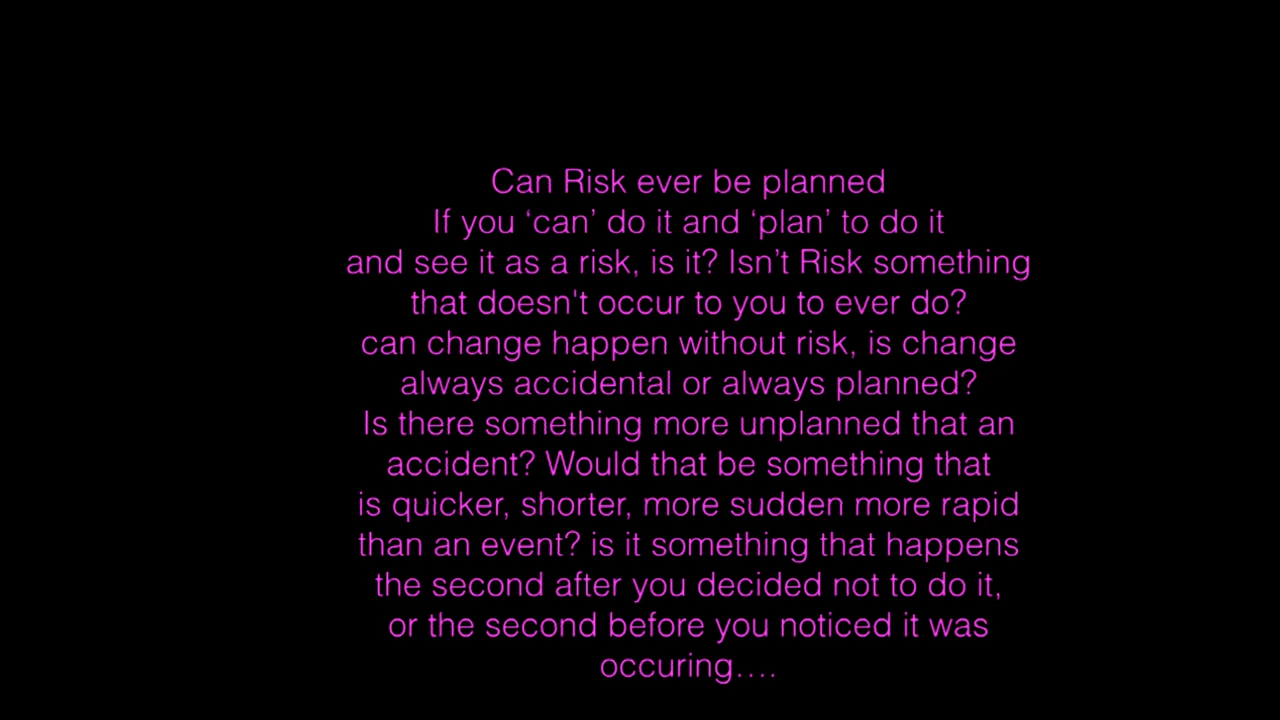 Can Risk ever be planned
If you ‘can’ do it and ‘plan’ to do it
and see it as a risk, is it? Isn’t Risk something
that doesn't occur to you to ever do?
can change happen without risk, is change
always accidental or always planned?
Is there something more unplanned that an
accident? Would that be something that
is quicker, shorter, more sudden more rapid
than an event? is it something that happens
the second after you decided not to do it,
or the second before you noticed it was
occuring….